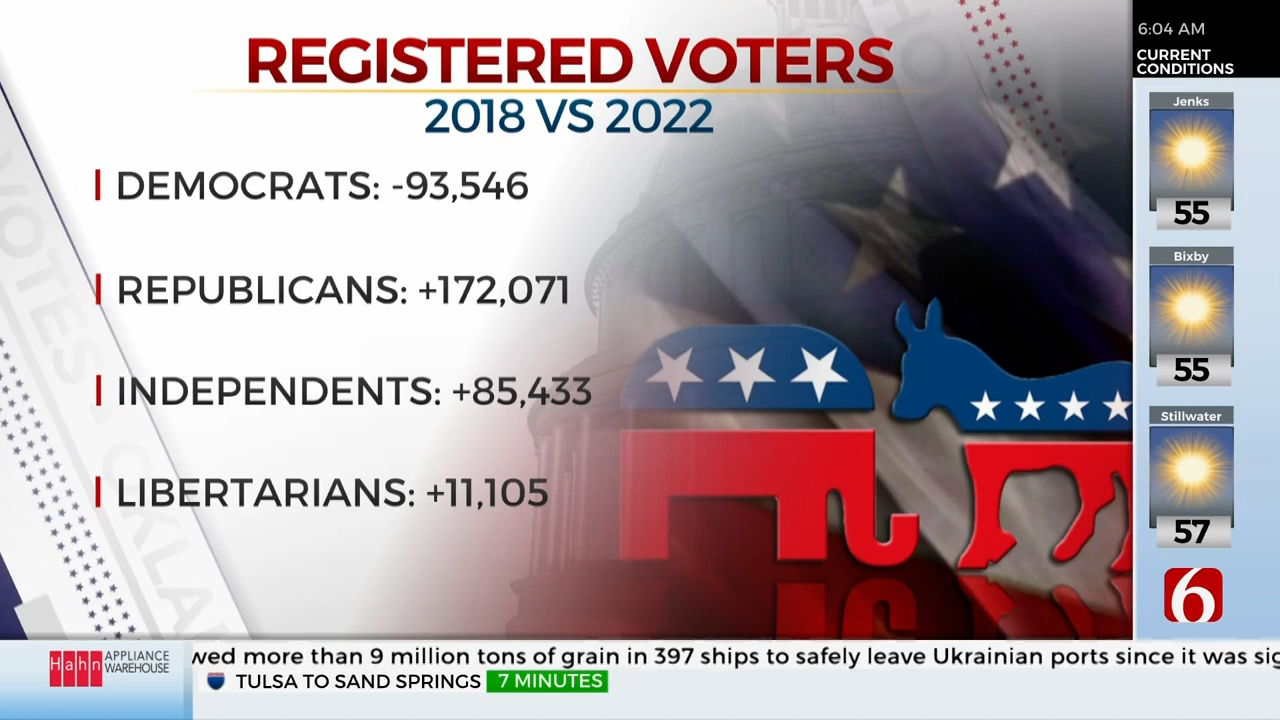 REGISTERED VOTERS
2018 VS 2022
DEMOCRATS: -93,546
REPUBLICANS: +172,071
INDEPENDENTS: +85,433
LIBERTARIANS: +11,105
6:04 AM
CURRENT
CONDITIONS
Jenks
55
Bixby
55
Stillwater
57
6
Hahn
APPLIANCE
WAREHOUSE
more than 9 million tons of grain in 397 ships to safely leave Ukrainian ports since it was
TULSA TO SAND SPRINGS 7 MINUTES